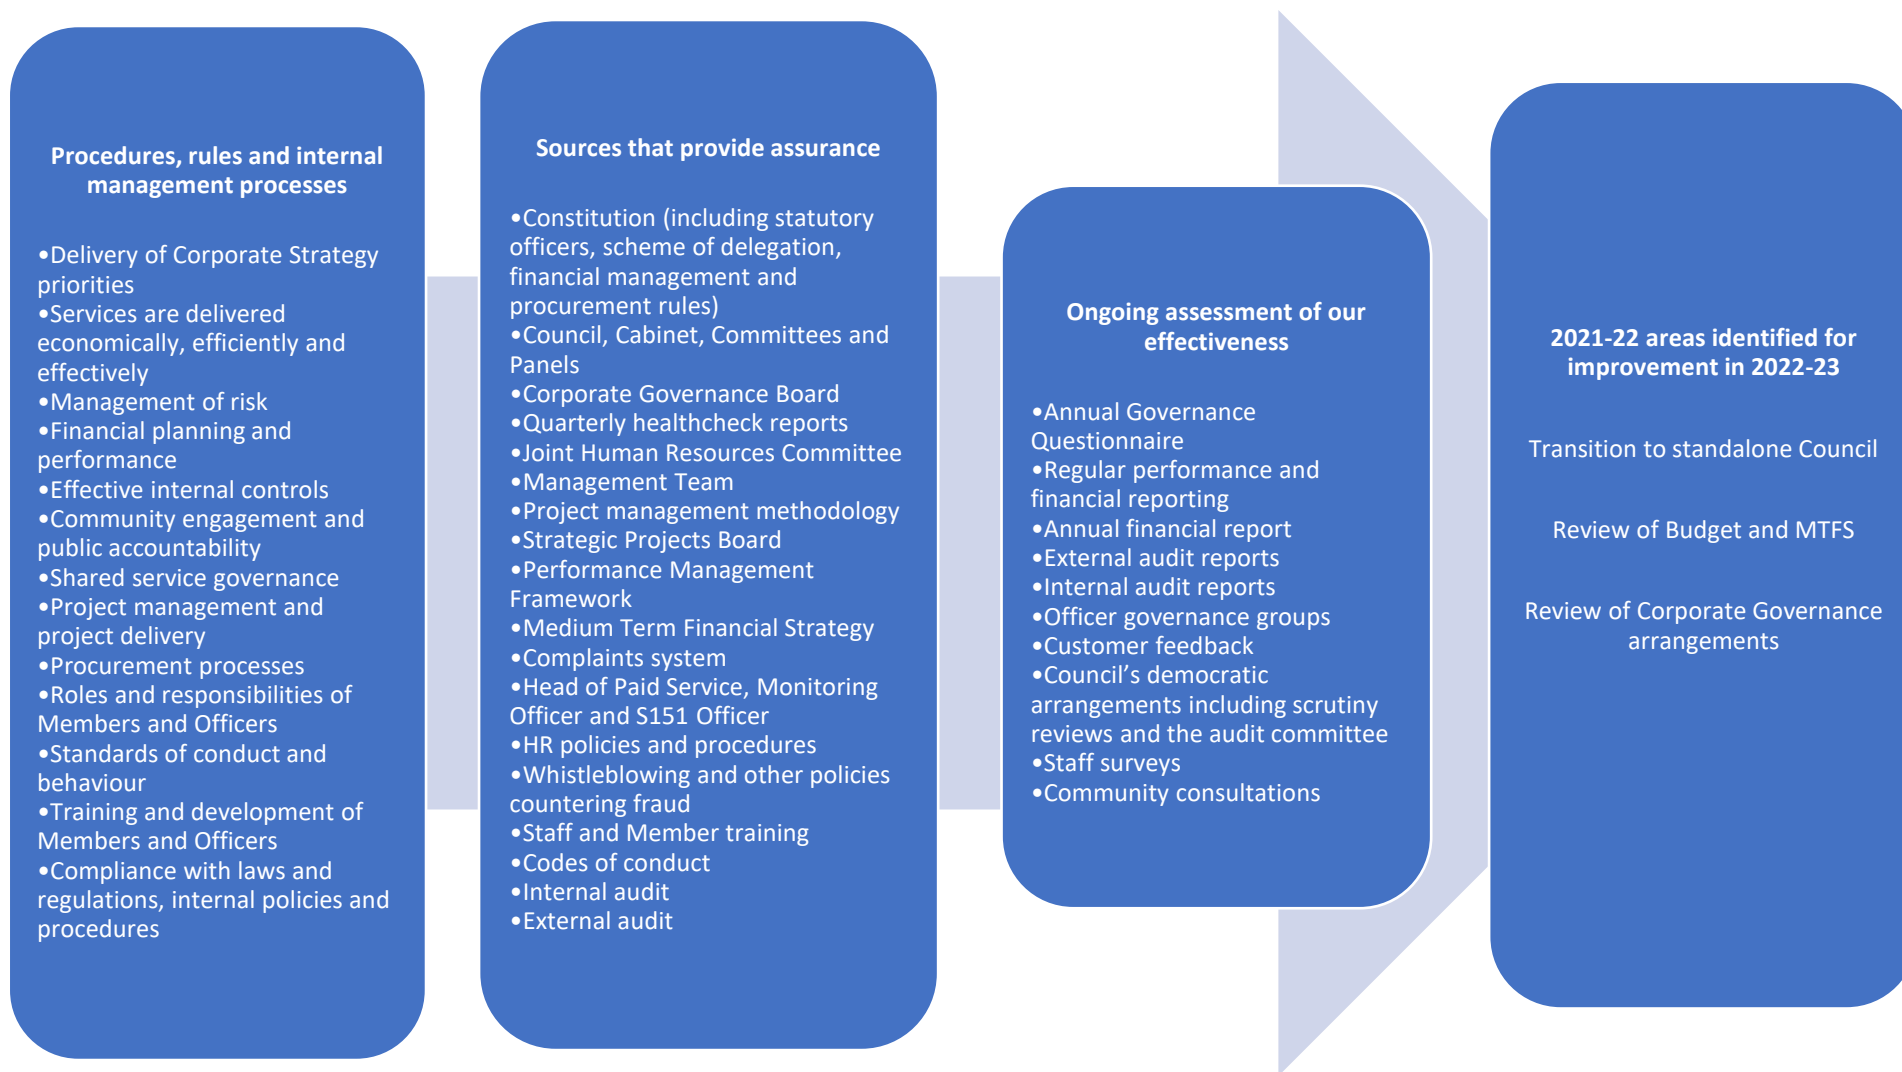 Procedures, rules and internal
management processes
•Delivery of Corporate Strategy
priorities
•Services are delivered
economically, efficiently and
effectively
•Management of risk
•Financial planning and
performance
•Effective internal controls
•Community engagement and
public accountability
•Shared service governance
•Project management and
project delivery
•Procurement processes
•Roles and responsibilities of
Members and Officers
•Standards of conduct and
behaviour
•Training and development of
Members and Officers
•Compliance with laws and
regulations, internal policies and
procedures
Sources that provide assurance
•Constitution (including statutory
officers, scheme of delegation,
financial management and
procurement rules)
•Council, Cabinet, Committees and
Panels
•Corporate Governance Board
•Quarterly healthcheck reports
•Joint Human Resources Committee
•Management Team
•Project management methodology
•Strategic Projects Board
•Performance Management
Framework
•Medium Term Financial Strategy
•Complaints system
•Head of Paid Service, Monitoring
Officer and S151 Officer
•HR policies and procedures
•Whistleblowing and other policies
countering fraud
•Staff and Member training
•Codes of conduct
•Internal audit
•External audit
Ongoing assessment of our
effectiveness
•Annual Governance
Questionnaire
•Regular performance and
financial reporting
•Annual financial report
•External audit reports
•Internal audit reports
•Officer governance groups
•Customer feedback
•Council’s democratic
arrangements including scrutiny
reviews and the audit committee
•Staff surveys
•Community consultations
2021-22 areas identified for
improvement in 2022-23
Transition to standalone Council
Review of Budget and MTFS
Review of Corporate Governance
arrangements